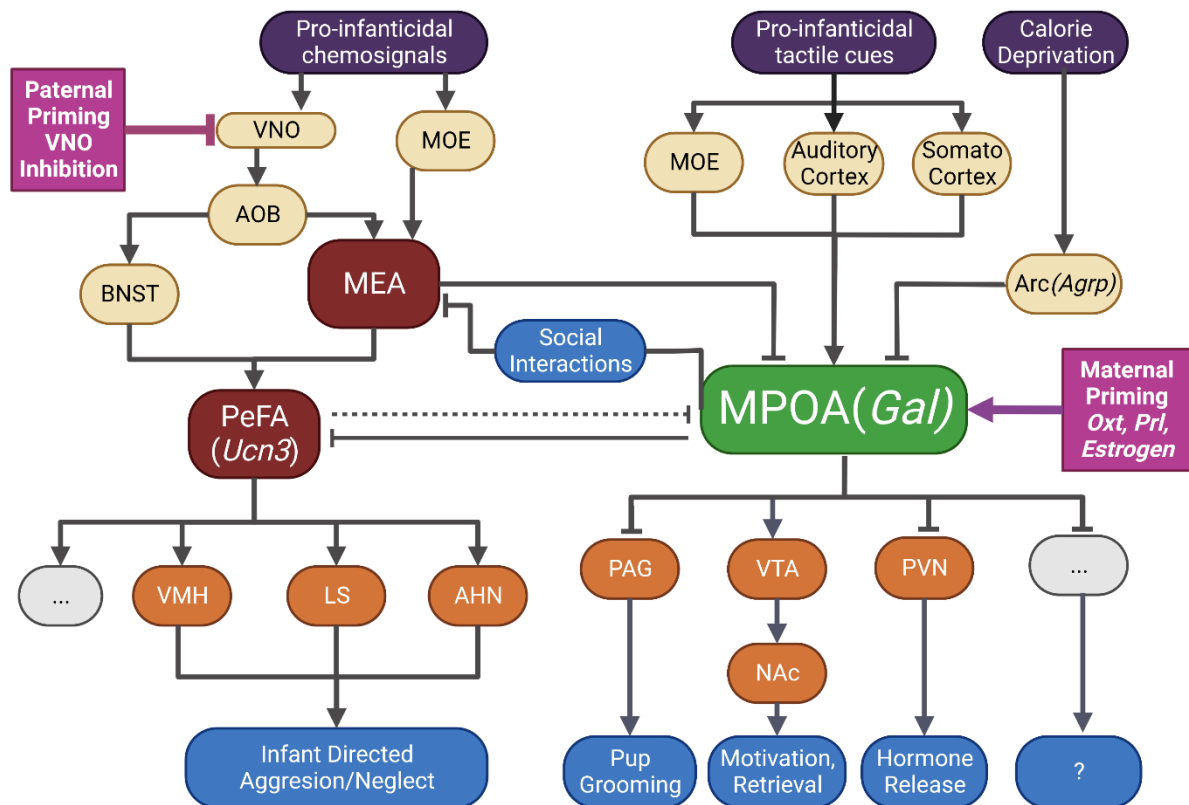 Pro-infanticidal
chemosignals
Pro-infanticidal
tactile cues
Calorie
Deprivation
Paternal
Priming
VNO
Inhibition
VNO
MOE
MOE
Auditory
Cortex
Somato
Cortex
AOB
BNST
MEA
Arc(Agrp)
Social
Interactions
PeFA
(Ucn3)
MPOA(Gal)
Maternal
Priming
Oxt, Prl,
Estrogen
...
VMH
LS
AHN
PAG
VTA
PVN
...
NAc
Infant Directed
Aggresion/Neglect
Pup
Grooming
Motivation,
Retrieval
Hormone
Release
?